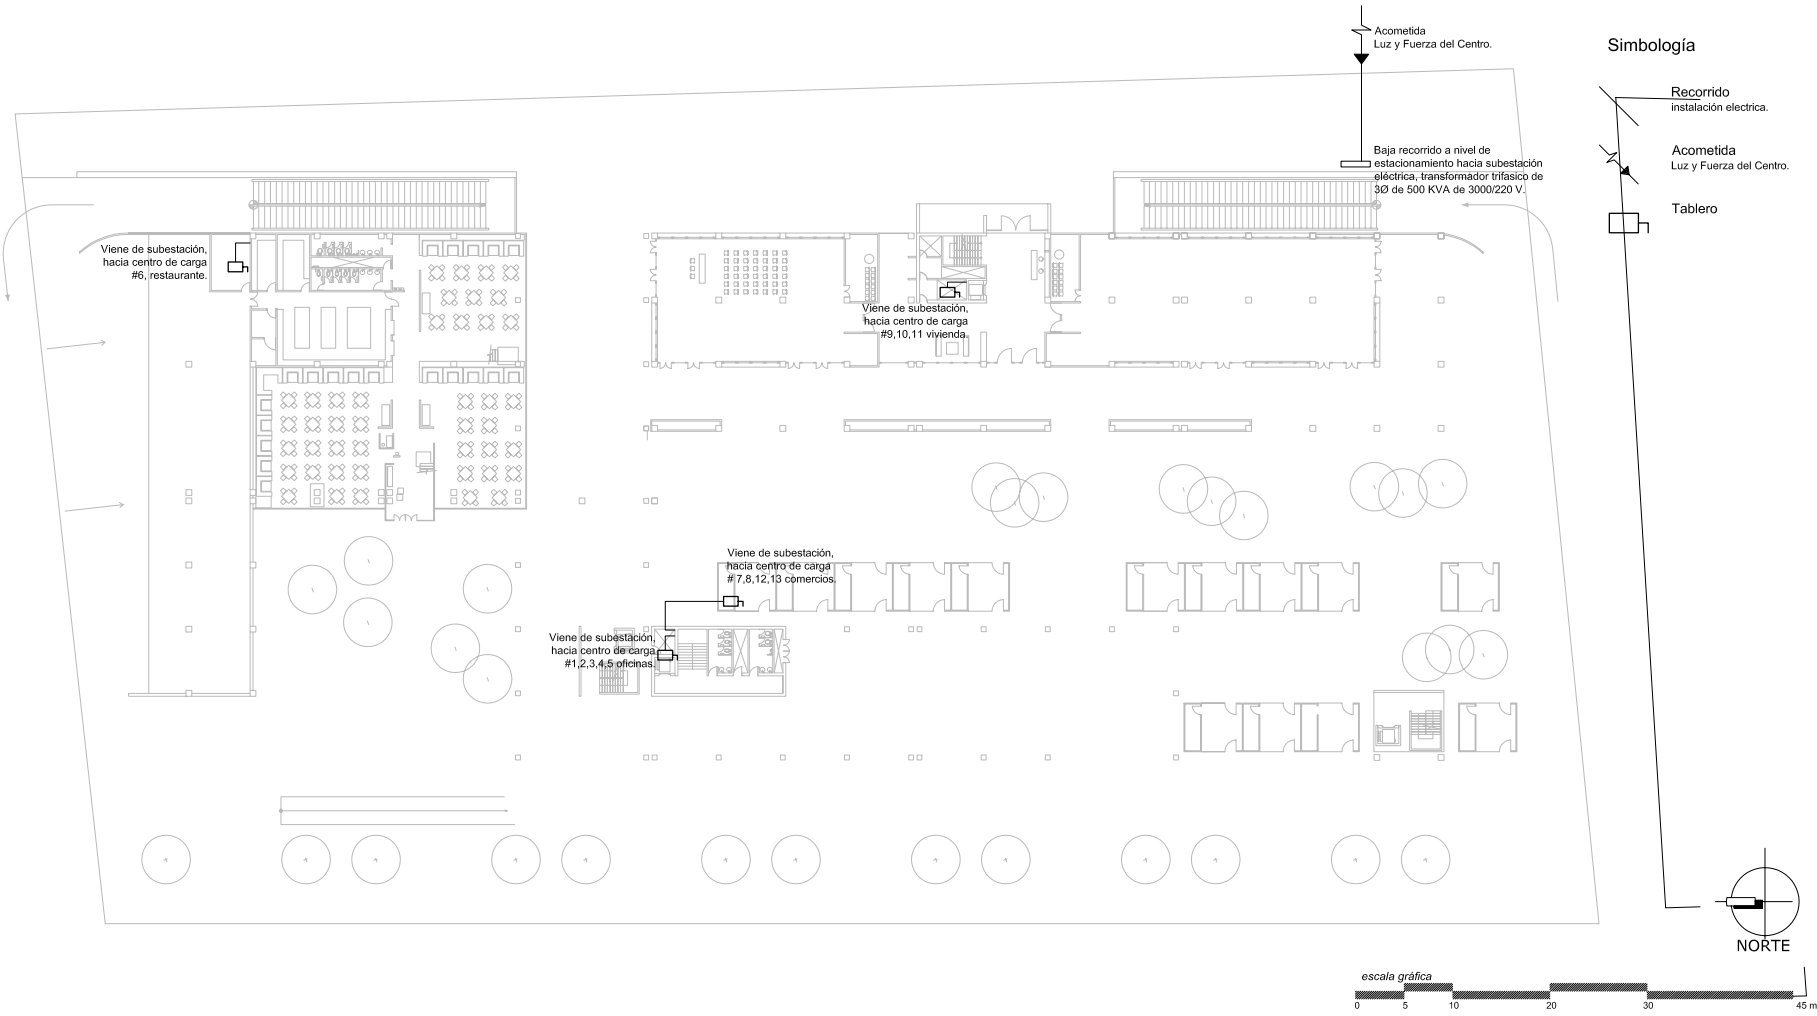 Acometida
Luz y Fuerza del Centro.
Simbología
Recorrido
instalación electrica.
Baja recorrido a nivel de
estacionamiento hacia subestación
eléctrica, transformador trifasico de
3Ø de 500 KVA de 3000/220 V.
Acometida
Luz y Fuerza del Centro.
Tablero
Viene de subestación,
hacia centro de carga
#6, restaurante.
Viene de subestación,
hacia centro de carga
#9,10,11 vivienda.
Viene de subestación,
hacia centro de carga
# 7,8,12,13 comercios.
Viene de subestación,
hacia centro de carga
#1,2,3,4,5 oficinas.
NORTE
escala gráfica
0 5 10 20 30 45 m